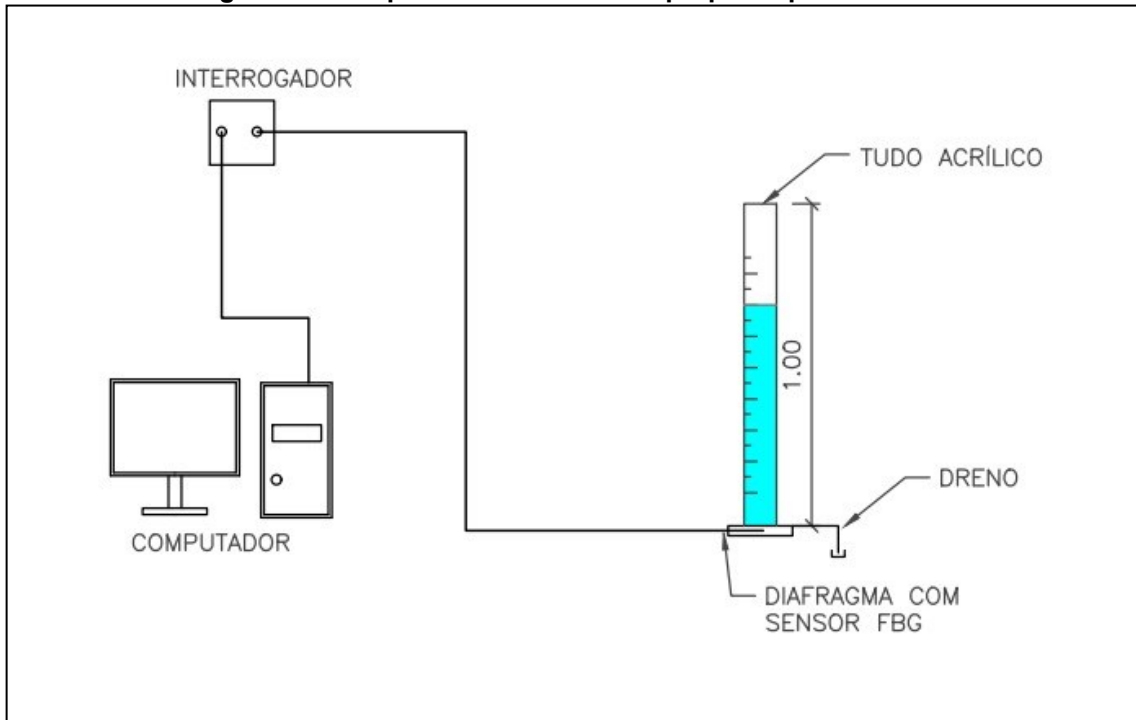 INTERROGADOR
TUDO ACRÍLICO
1.00
DRENO
COMPUTADOR
DIAFRAGMA COM
SENSOR FBG